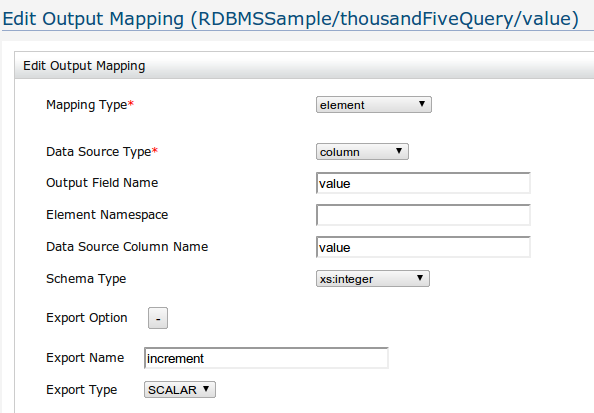 Edit Output Mapping (RDBMSSample/thousandFiveQuery/value)
Edit Output Mapping
Mapping Type* element
Data Source Type* column
Output Field Name value
Element Namespace
Data Source Column Name value
Schema Type xs:integer
Export Option -
Export Name increment
Export Type SCALAR